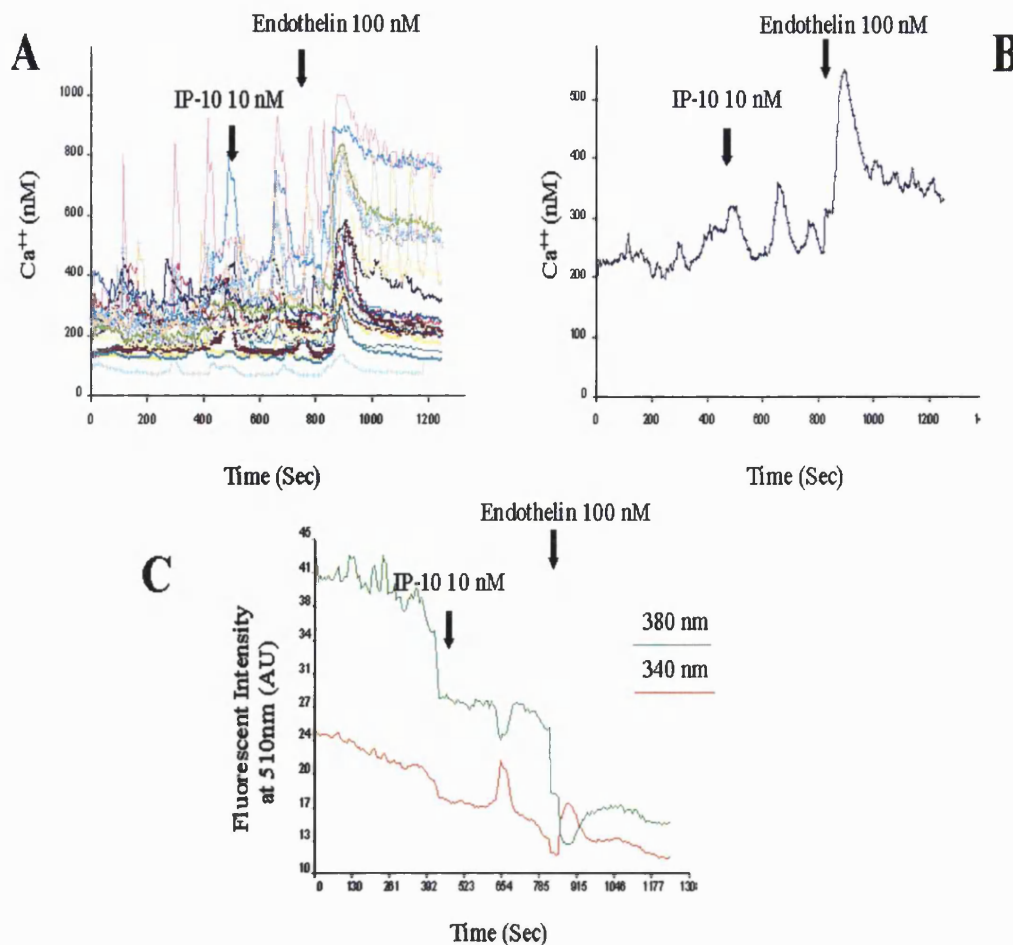 A
Endothelin 100 nM
IP-10 10 nM
Ca++ (nM)
1000
800
600
400
200
0
0 200 400 600 800 1000 1200
Time (Sec)
B
Endothelin 100 nM
IP-10 10 nM
Ca++ (nM)
500
400
300
200
100
0
0 200 400 600 800 1000 1200
Time (Sec)
C
Endothelin 100 nM
IP-10 10 nM
380 nm
340 nm
Fluorescent Intensity
at 510nm (AU)
45
41
38
34
31
27
24
20
17
13
10
0 130 261 392 523 654 785 915 1046 1177
Time (Sec)